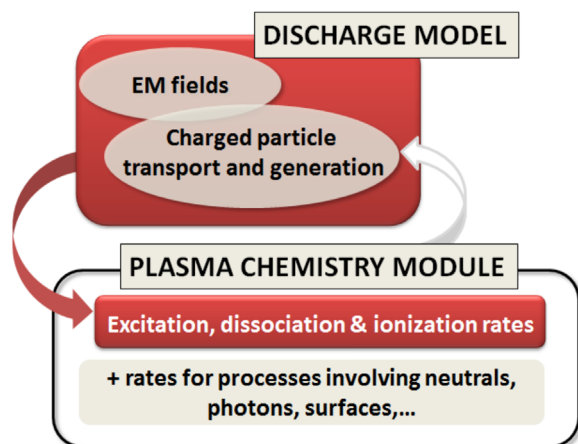 DISCHARGE MODEL
EM fields
Charged particle
transport and generation
PLASMA CHEMISTRY MODULE
Excitation, dissociation & ionization rates
+ rates for processes involving neutrals,
photons, surfaces,...